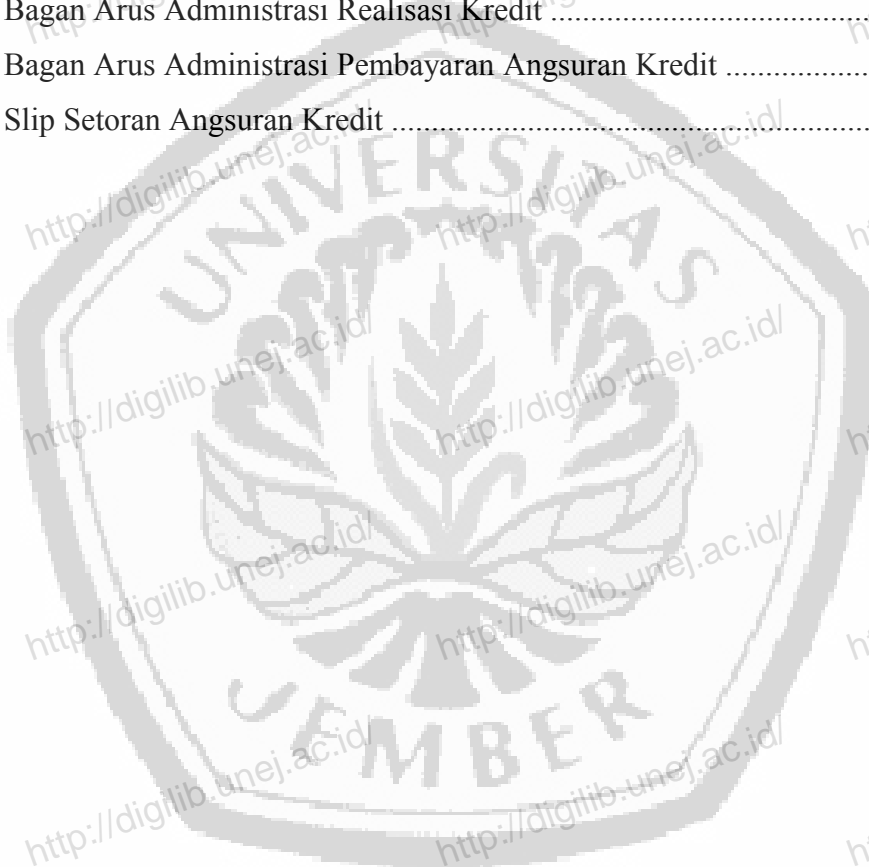 Bagan Arus Administrasi Realisasi Kredit ........................................
Bagan Arus Administrasi Pembayaran Angsuran Kredit ..................
Slip Setoran Angsuran Kredit ............................................................
UNIVERSITAS
JEMBER
http://digilib.unej.ac.id/
http://digilib.unej.ac.id/
http://digilib.unej.ac.id/
http://digilib.unej.ac.id/
http://digilib.unej.ac.id/
http://digilib.unej.ac.id/
http://digilib.unej.ac.id/
http://digilib.unej.ac.id/